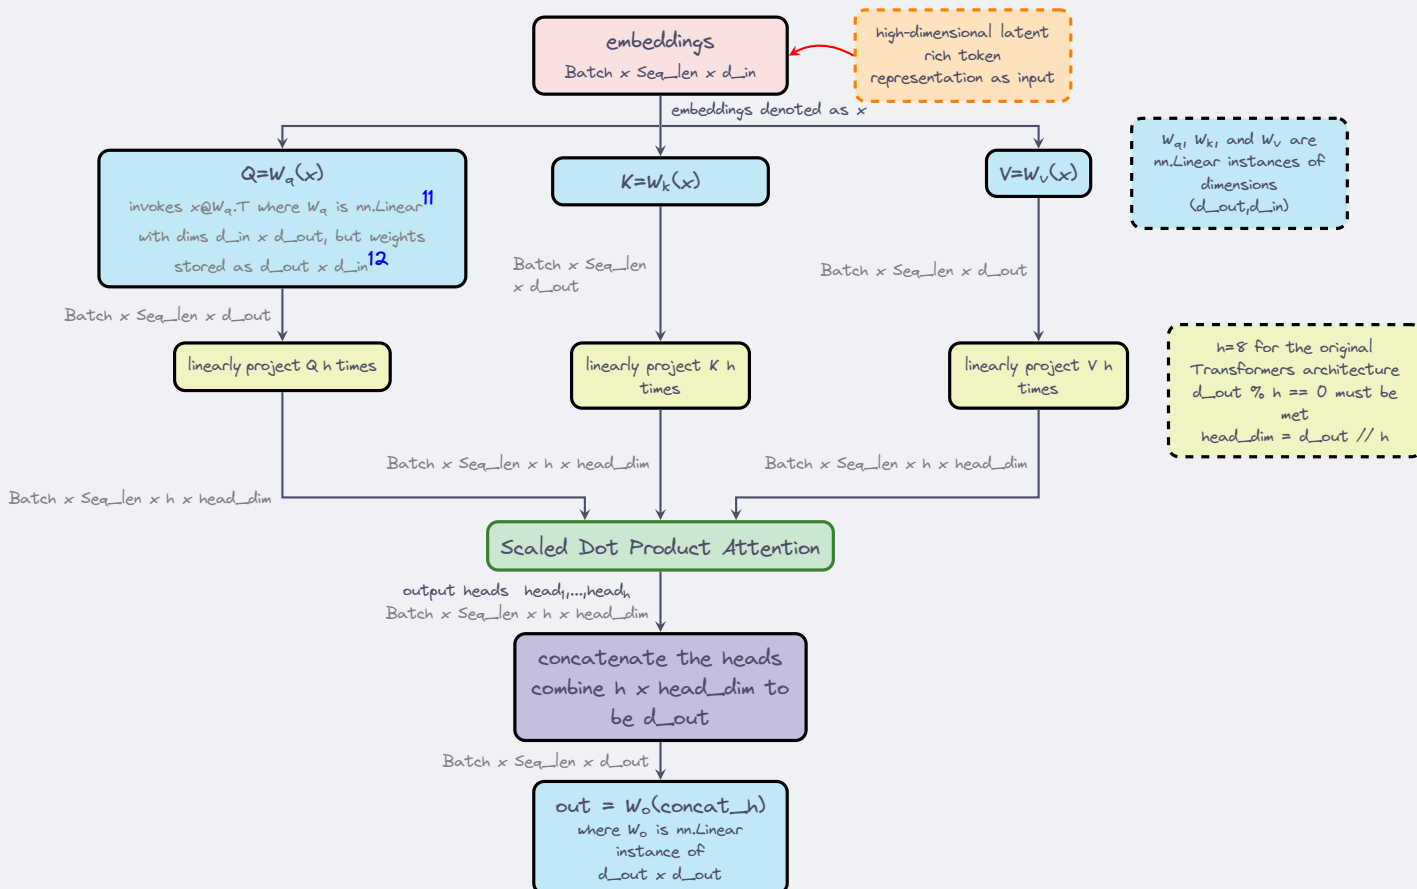 embeddings
Batch x Seq_len x d_in
high-dimensional latent
rich token
representation as input
embeddings denoted as x
Q=W_q(x)
invokes x@W_q.T where W_q is nn.Linear^11
with dims d_in x d_out, but weights
stored as d_out x d_in^12
K=W_k(x)
V=W_v(x)
W_q, W_k, and W_v are
nn.Linear instances of
dimensions
(d_out,d_in)
Batch x Seq_len x d_out
Batch x Seq_len
x d_out
Batch x Seq_len x d_out
linearly project Q h times
linearly project K h
times
linearly project V h
times
h=8 for the original
Transformers architecture
d_out % h == 0 must be
met
head_dim = d_out // h
Batch x Seq_len x h x head_dim
Batch x Seq_len x h x head_dim
Batch x Seq_len x h x head_dim
Scaled Dot Product Attention
output heads head_1,...,head_h
Batch x Seq_len x h x head_dim
concatenate the heads
combine h x head_dim to
be d_out
Batch x Seq_len x d_out
out = W_o(concat_h)
where W_o is nn.Linear
instance of
d_out x d_out